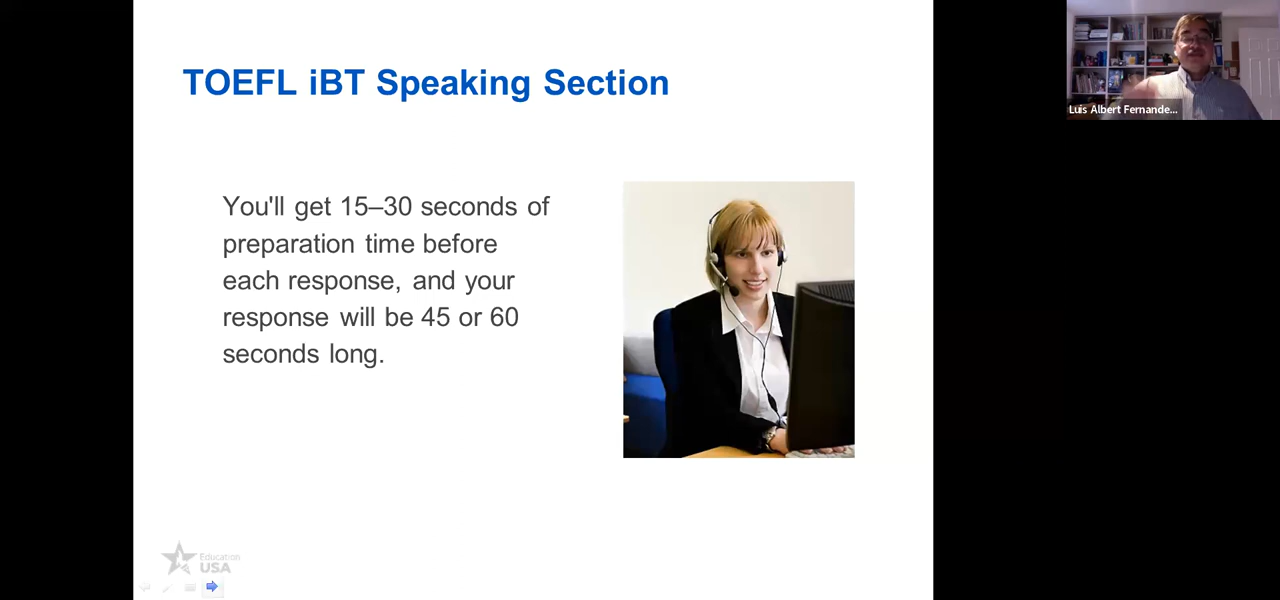 TOEFL iBT Speaking Section
You'll get 15–30 seconds of
preparation time before
each response, and your
response will be 45 or 60
seconds long.
Education
USA
Luis Albert Fernande...